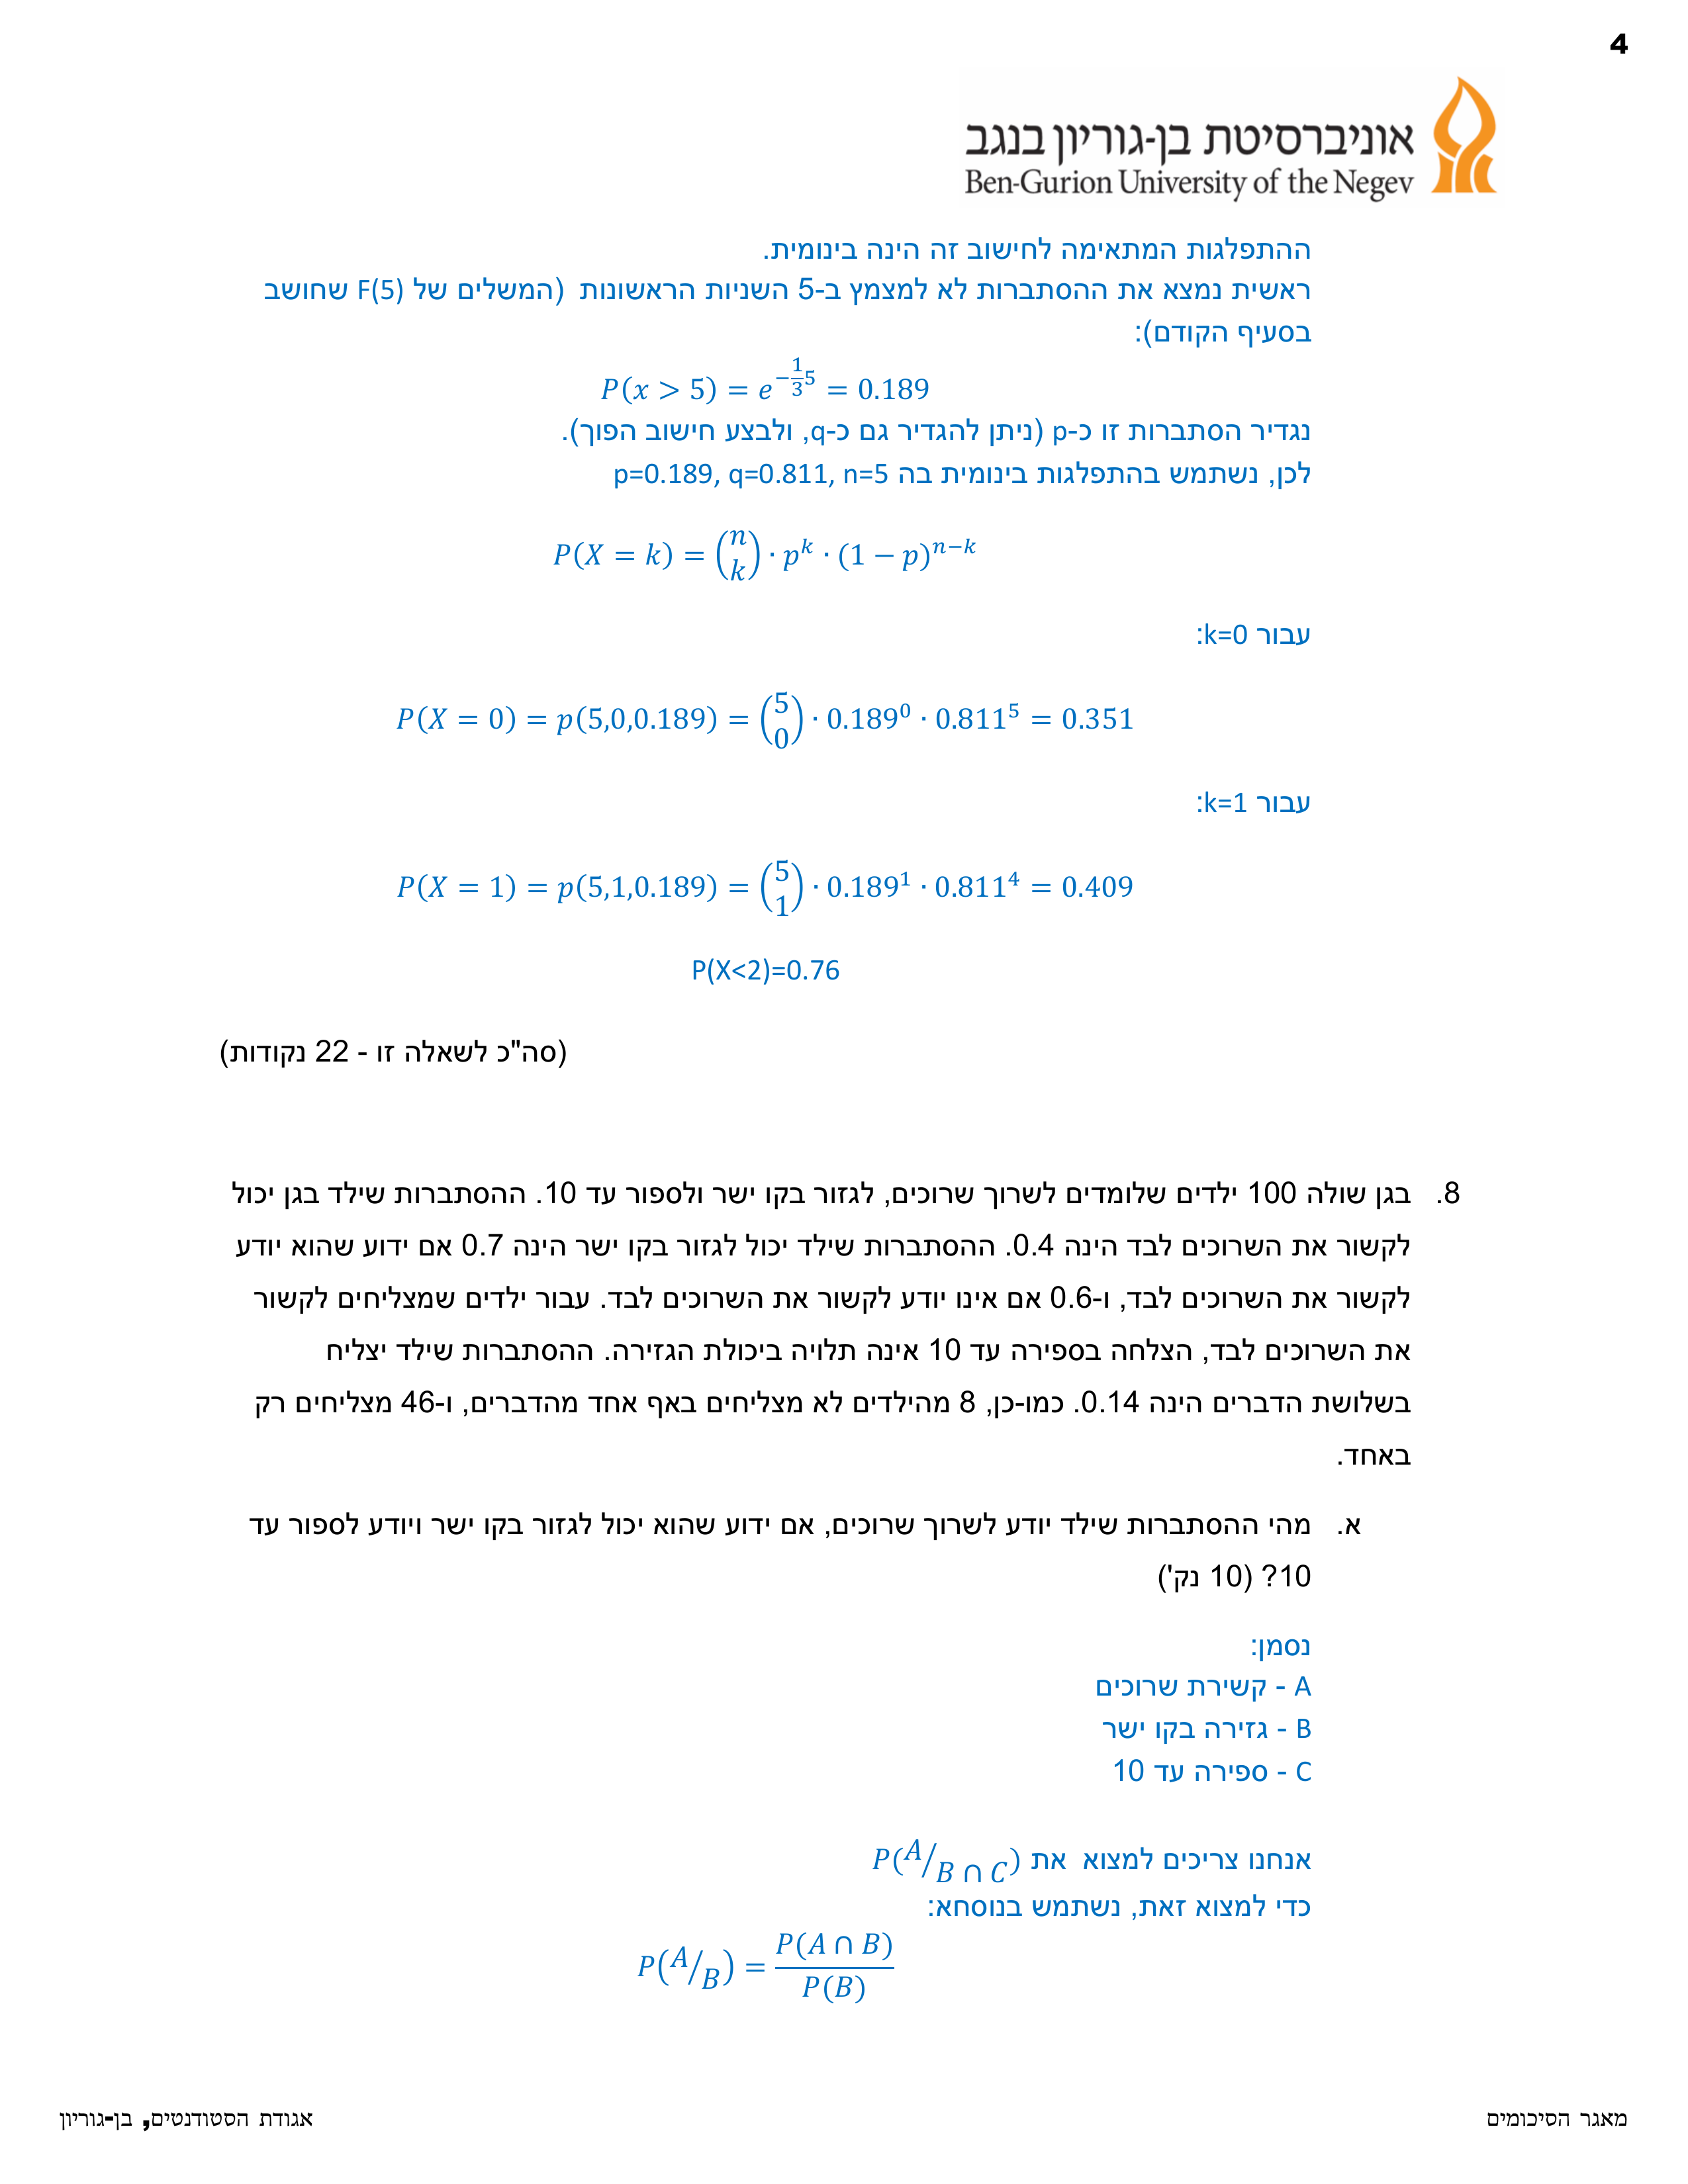 4
אוניברסיטת בן-גוריון בנגב
Ben-Gurion University of the Negev
ההתפלגות המתאימה לחישוב זה הינה בינומית.
ראשית נמצא את ההסתברות לא למצמץ ב-5 השניות הראשונות (המשלים של F(5) שחושב
בסעיף הקודם):
P(x > 5) = e^{-\frac{1}{3}5} = 0.189
נגדיר הסתברות זו כ-p (ניתן להגדיר גם כ-q, ולבצע חישוב הפוך).
לכן, נשתמש בהתפלגות בינומית בה p=0.189, q=0.811, n=5
P(X = k) = \binom{n}{k} · p^k · (1 − p)^{n−k}
עבור k=0:
P(X = 0) = p(5,0,0.189) = \binom{5}{0} · 0.189^0 · 0.811^5 = 0.351
עבור k=1:
P(X = 1) = p(5,1,0.189) = \binom{5}{1} · 0.189^1 · 0.811^4 = 0.409
P(X<2)=0.76
(סה"כ לשאלה זו - 22 נקודות)
8. בגן שולה 100 ילדים שלומדים לשרוך שרוכים, לגזור בקו ישר ולספור עד 10. ההסתברות שילד בגן יכול
לקשור את השרוכים לבד הינה 0.4. ההסתברות שילד יכול לגזור בקו ישר הינה 0.7 אם ידוע שהוא יודע
לקשור את השרוכים לבד, ו-0.6 אם אינו יודע לקשור את השרוכים לבד. עבור ילדים שמצליחים לקשור
את השרוכים לבד, הצלחה בספירה עד 10 אינה תלויה ביכולת הגזירה. ההסתברות שילד יצליח
בשלושת הדברים הינה 0.14. כמו-כן, 8 מהילדים לא מצליחים באף אחד מהדברים, ו-46 מצליחים רק
באחד.
א. מהי ההסתברות שילד יודע לשרוך שרוכים, אם ידוע שהוא יכול לגזור בקו ישר ויודע לספור עד
10? (10 נק')
נסמן:
A - קשירת שרוכים
B - גזירה בקו ישר
C - ספירה עד 10
אנחנו צריכים למצוא את P(A/B ∩ C)
כדי למצוא זאת, נשתמש בנוסחא:
P(A/B) = \frac{P(A ∩ B)}{P(B)}
מאגר הסיכומים
אגודת הסטודנטים, בן-גוריון